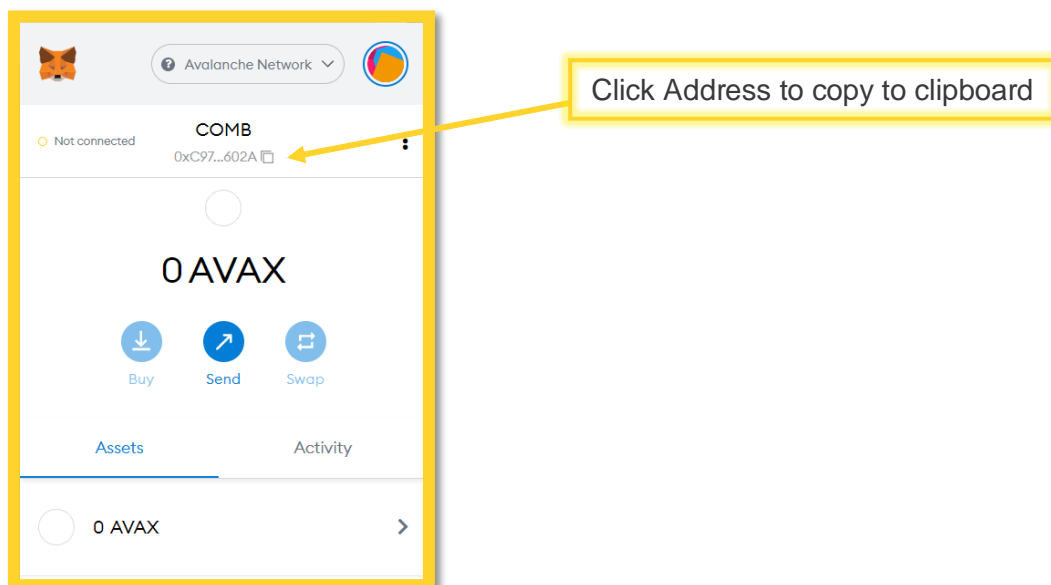 Avalanche Network
Click Address to copy to clipboard
Not connected
COMB
0xC97...602A
0 AVAX
Buy Send Swap
Assets Activity
0 AVAX